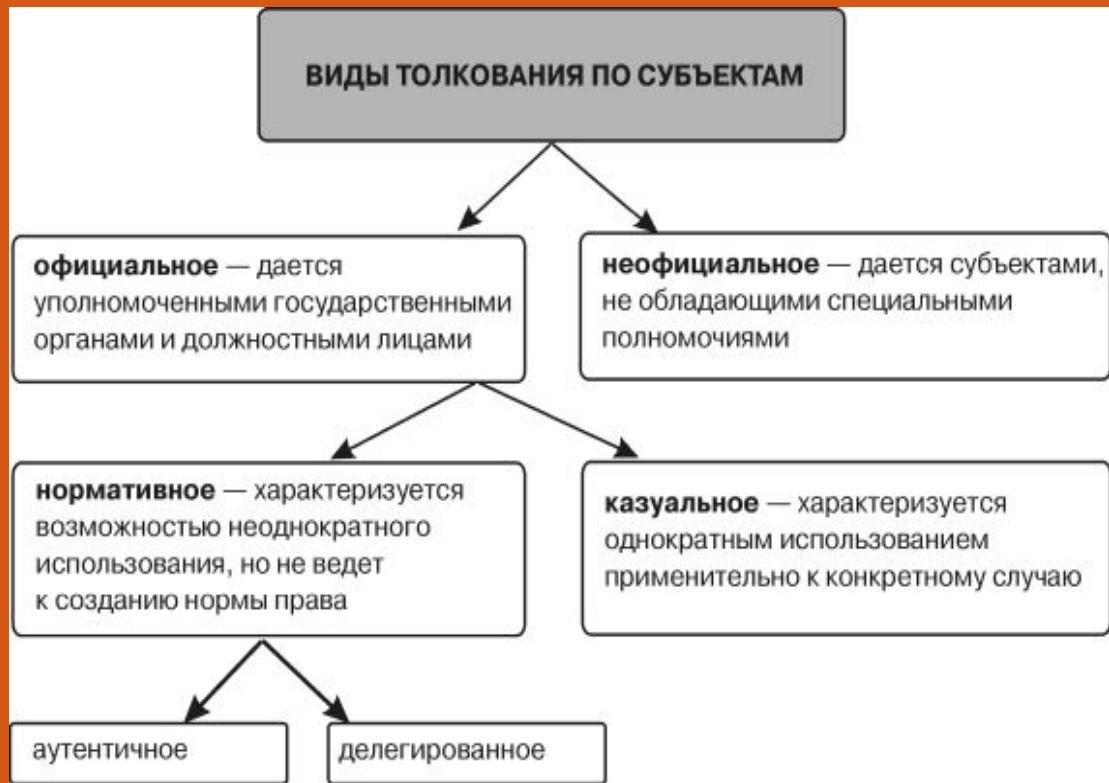 ВИДЫ ТОЛКОВАНИЯ ПО СУБЪЕКТАМ
официальное — дается
уполномоченными государственными
органами и должностными лицами
неофициальное — дается субъектами,
не обладающими специальными
полномочиями
нормативное — характеризуется
возможностью неоднократного
использования, но не ведет
к созданию нормы права
казуальное — характеризуется
однократным использованием
применительно к конкретному случаю
аутентичное
делегированное